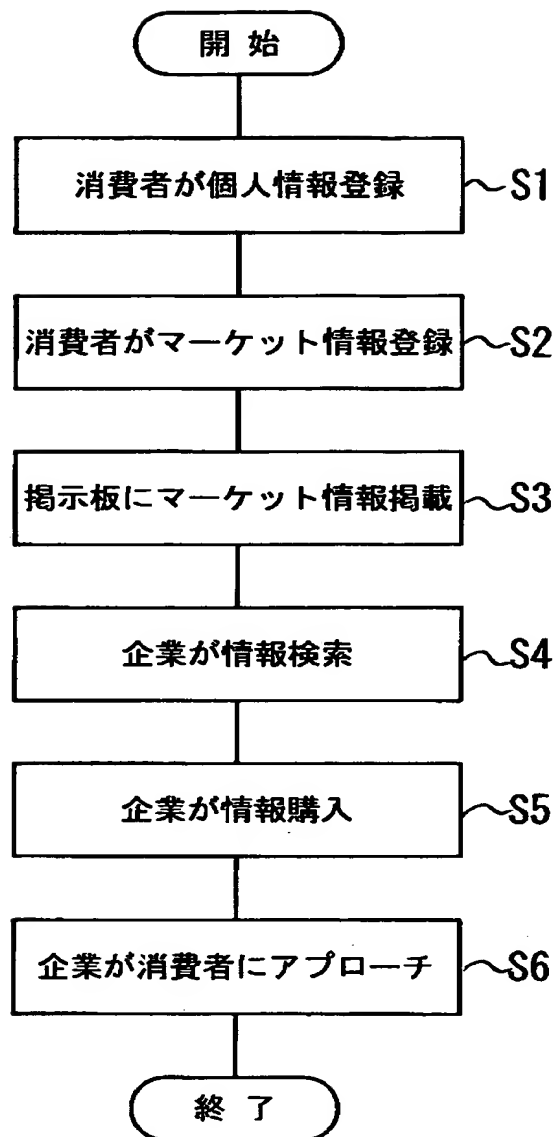 開始
消費者が個人情報登録 ～S1
消費者がマーケット情報登録 ～S2
掲示板にマーケット情報掲載 ～S3
企業が情報検索 ～S4
企業が情報購入 ～S5
企業が消費者にアプローチ ～S6
終了